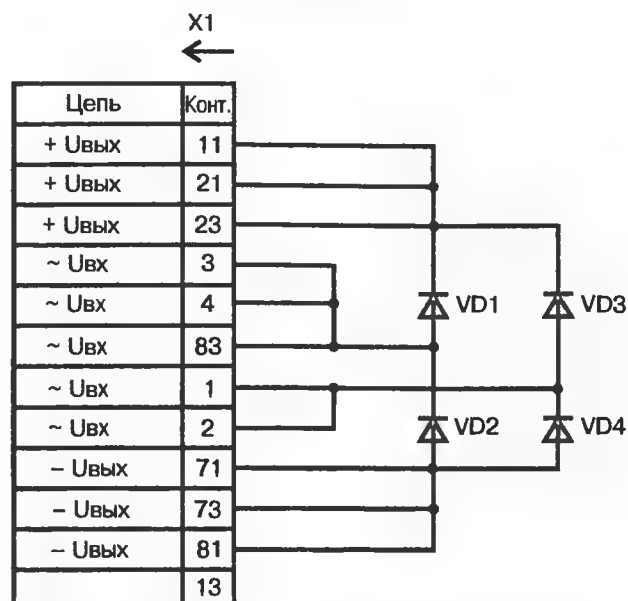 X1
Цепь Конт.
+ Uвых 11
+ Uвых 21
+ Uвых 23
~ Uвх 3
~ Uвх 4
~ Uвх 83
~ Uвх 1
~ Uвх 2
– Uвых 71
– Uвых 73
– Uвых 81
13
VD1 VD3
VD2 VD4